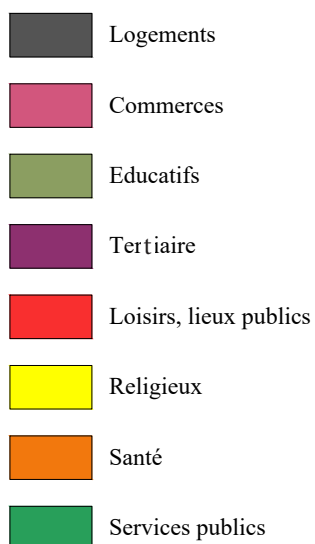 Logements
Commerces
Educatifs
Tertiaire
Loisirs, lieux publics
Religieux
Santé
Services publics